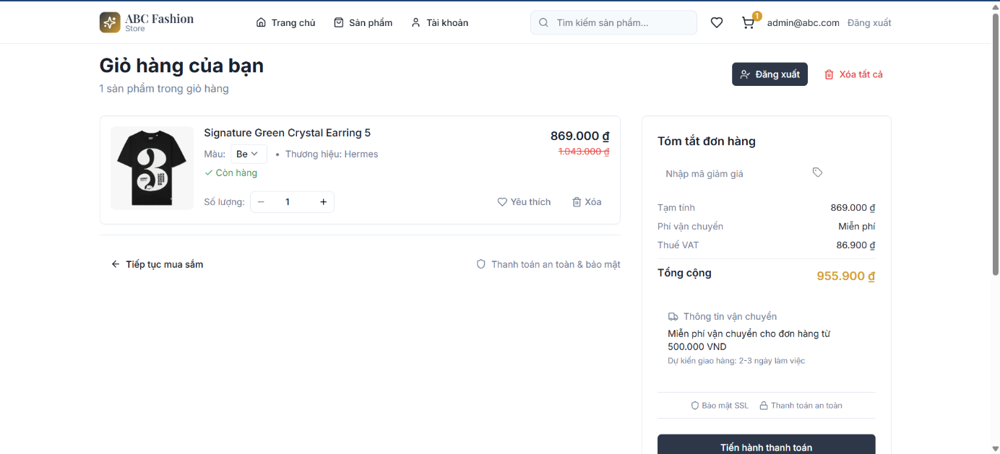 ABC Fashion
Store
Trang chủ
Sản phẩm
Tài khoản
Tìm kiếm sản phẩm...
1
admin@abc.com
Đăng xuất
Giỏ hàng của bạn
1 sản phẩm trong giỏ hàng
Đăng xuất
Xóa tất cả
Signature Green Crystal Earring 5
869.000 ₫
1.043.000 ₫
Màu: Be • Thương hiệu: Hermes
Còn hàng
Số lượng: − 1 +
Yêu thích
Xóa
Tiếp tục mua sắm
Thanh toán an toàn & bảo mật
Tóm tắt đơn hàng
Nhập mã giảm giá
Tạm tính 869.000 ₫
Phí vận chuyển Miễn phí
Thuế VAT 86.900 ₫
Tổng cộng 955.900 ₫
Thông tin vận chuyển
Miễn phí vận chuyển cho đơn hàng từ
500.000 VND
Dự kiến giao hàng: 2-3 ngày làm việc
Bảo mật SSL
Thanh toán an toàn
Tiến hành thanh toán